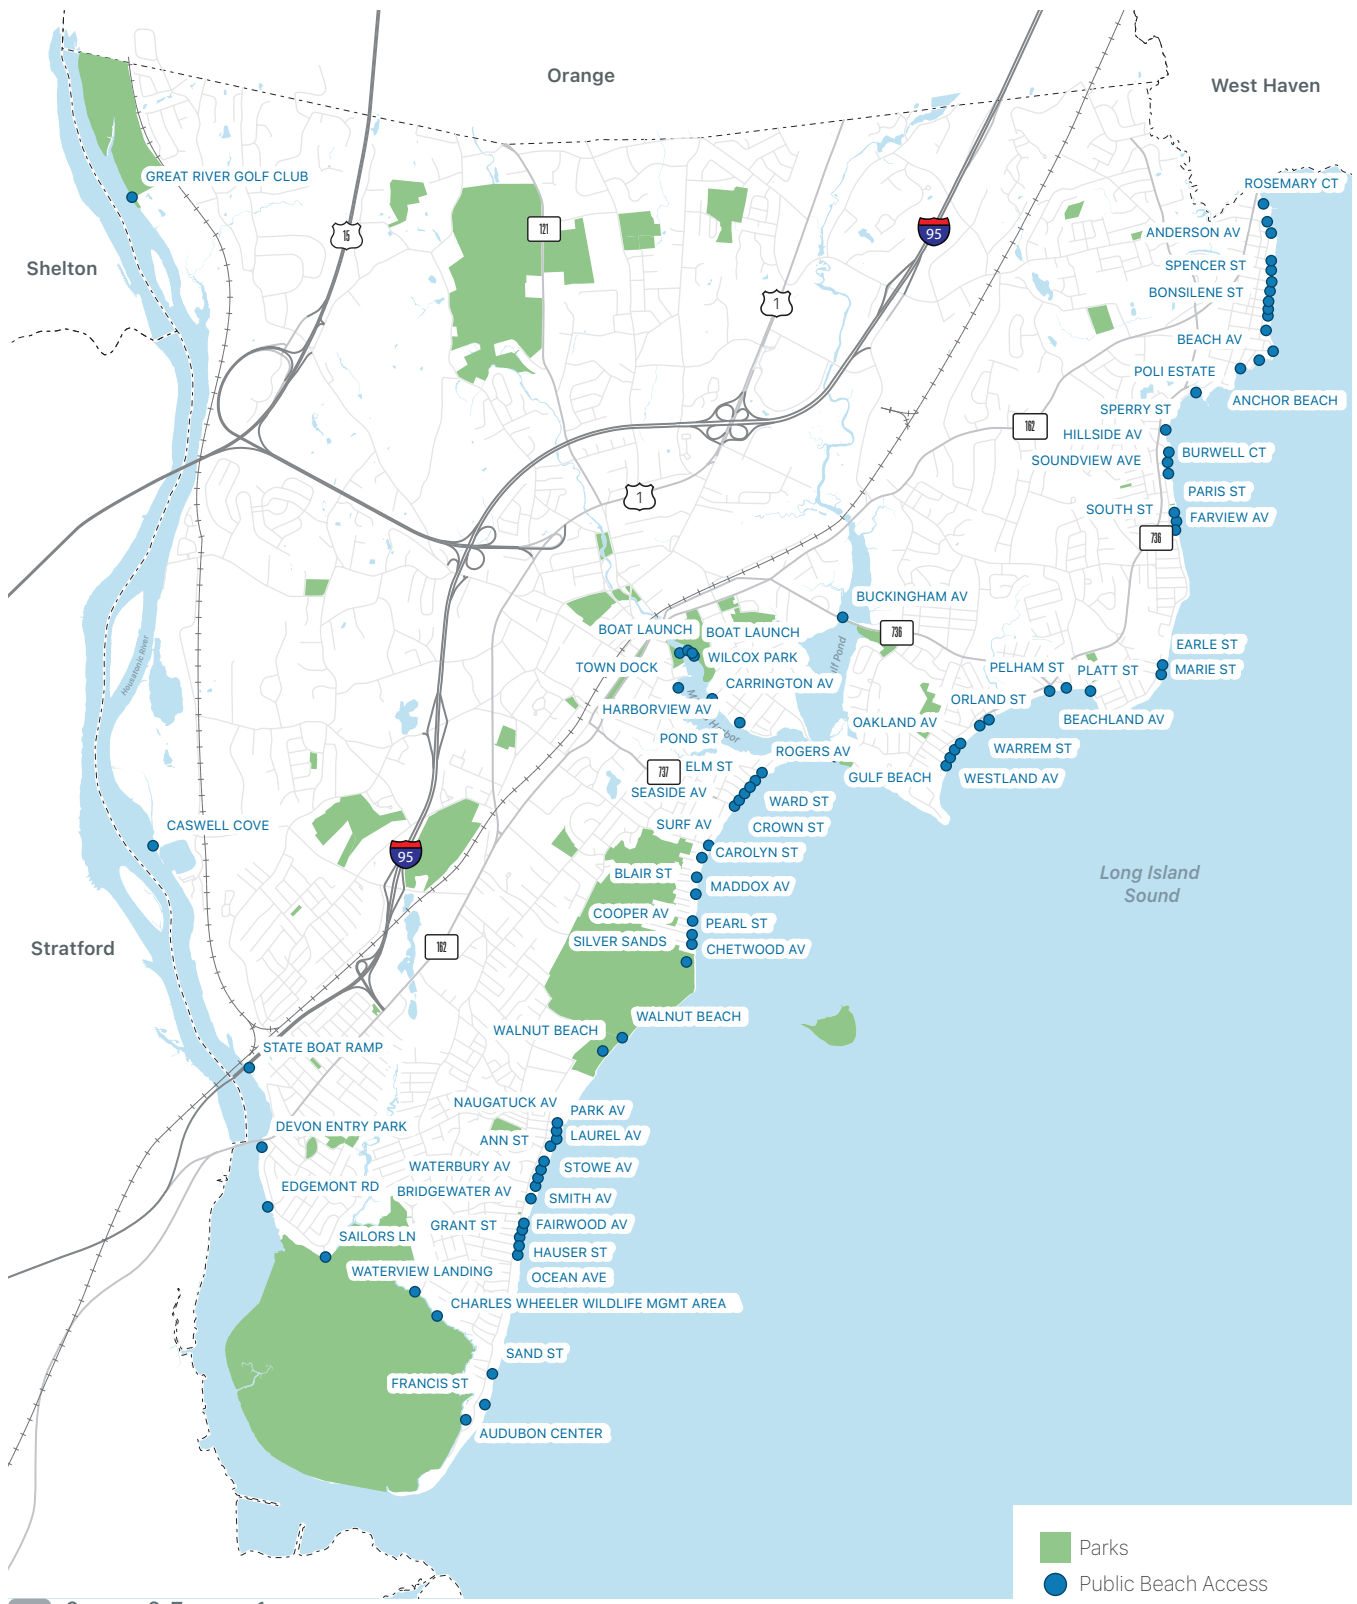 Orange
West Haven
GREAT RIVER GOLF CLUB
ROSEMARY CT
15
121
95
ANDERSON AV
Shelton
SPENCER ST
BONSILENE ST
1
BEACH AV
POLI ESTATE
ANCHOR BEACH
SPERRY ST
162
HILLSIDE AV
BURWELL CT
SOUNDVIEW AVE
1
PARIS ST
SOUTH ST
FARVIEW AV
736
BUCKINGHAM AV
BOAT LAUNCH
BOAT LAUNCH
736
EARLE ST
Housatonic River
TOWN DOCK
WILCOX PARK
PELHAM ST
PLATT ST
MARIE ST
CARRINGTON AV
ORLAND ST
HARBORVIEW AV
OAKLAND AV
BEACHLAND AV
POND ST
ROGERS AV
WARREM ST
737
ELM ST
GULF BEACH
WESTLAND AV
SEASIDE AV
WARD ST
CASWELL COVE
SURF AV
CROWN ST
95
CAROLYN ST
BLAIR ST
MADDOX AV
Long Island
Sound
COOPER AV
PEARL ST
Stratford
162
SILVER SANDS
CHETWOOD AV
WALNUT BEACH
WALNUT BEACH
STATE BOAT RAMP
NAUGATUCK AV
PARK AV
DEVON ENTRY PARK
ANN ST
LAUREL AV
WATERBURY AV
STOWE AV
EDGEMONT RD
BRIDGEWATER AV
SMITH AV
GRANT ST
FAIRWOOD AV
SAILORS LN
HAUSER ST
WATERVIEW LANDING
OCEAN AVE
CHARLES WHEELER WILDLIFE MGMT AREA
SAND ST
FRANCIS ST
AUDUBON CENTER
Parks
Public Beach Access